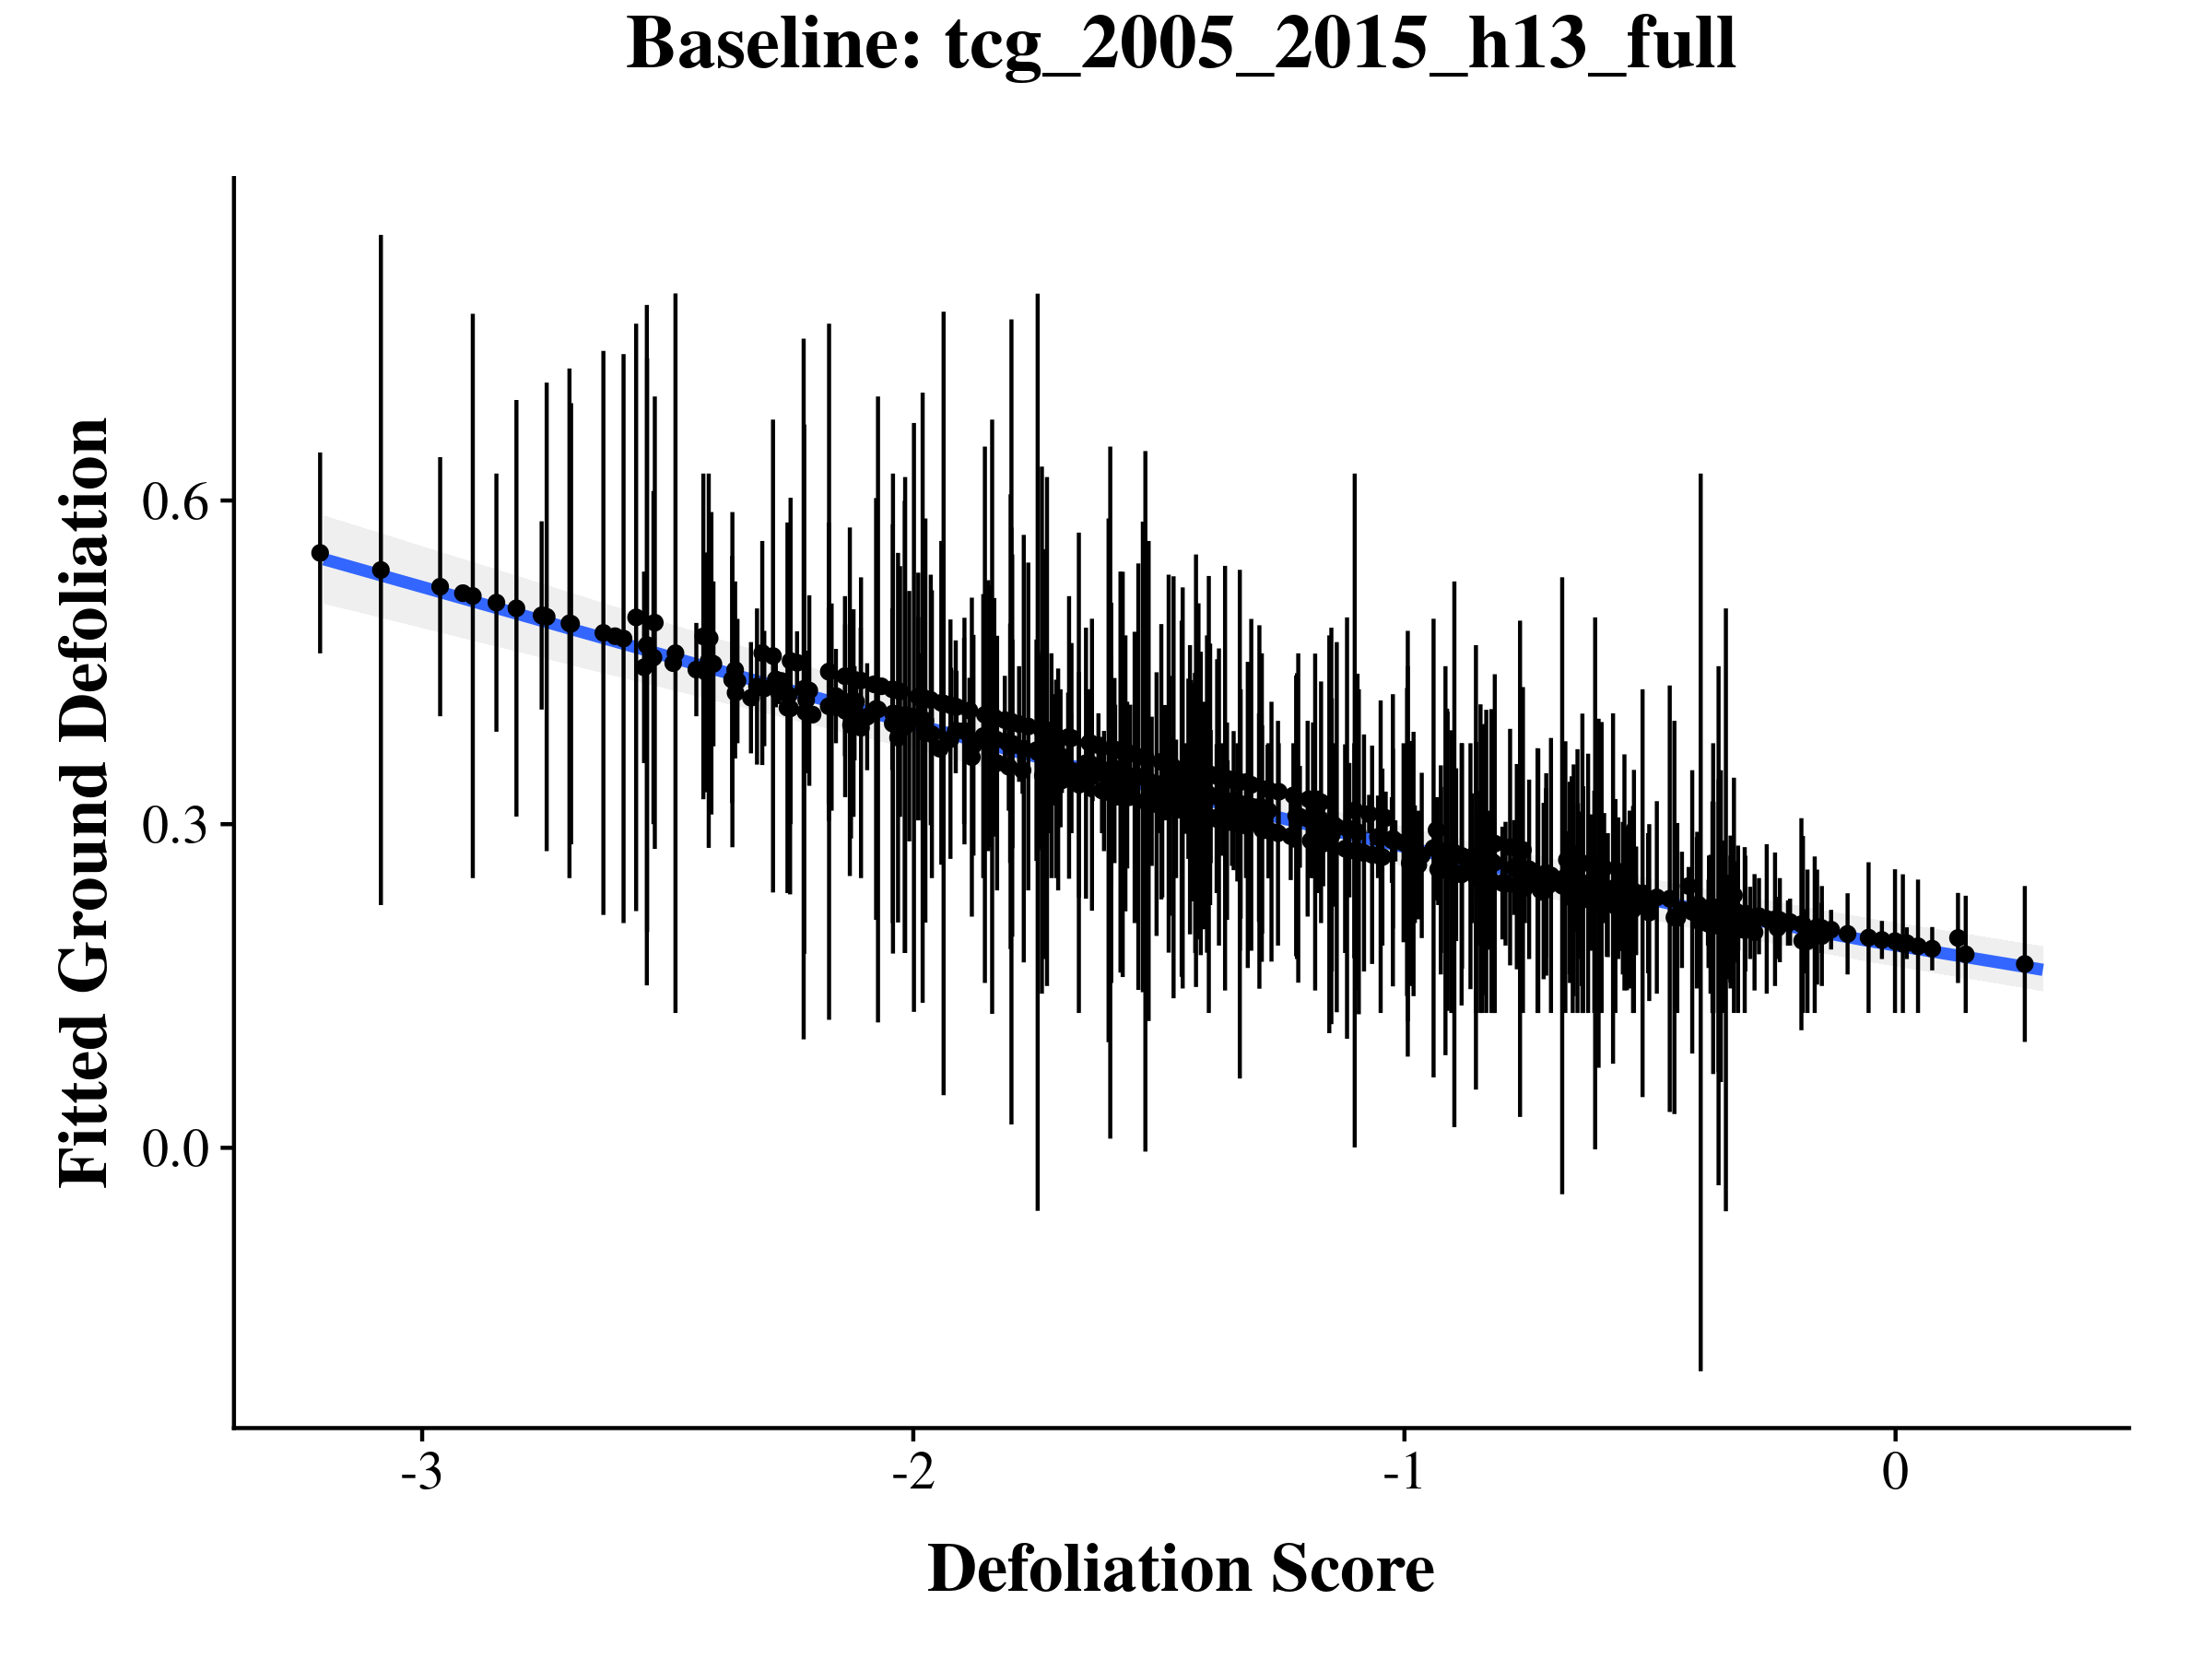 Baseline: tcg_2005_2015_h13_full
Fitted Ground Defoliation
0.6
0.3
0.0
-3
-2
-1
0
Defoliation Score